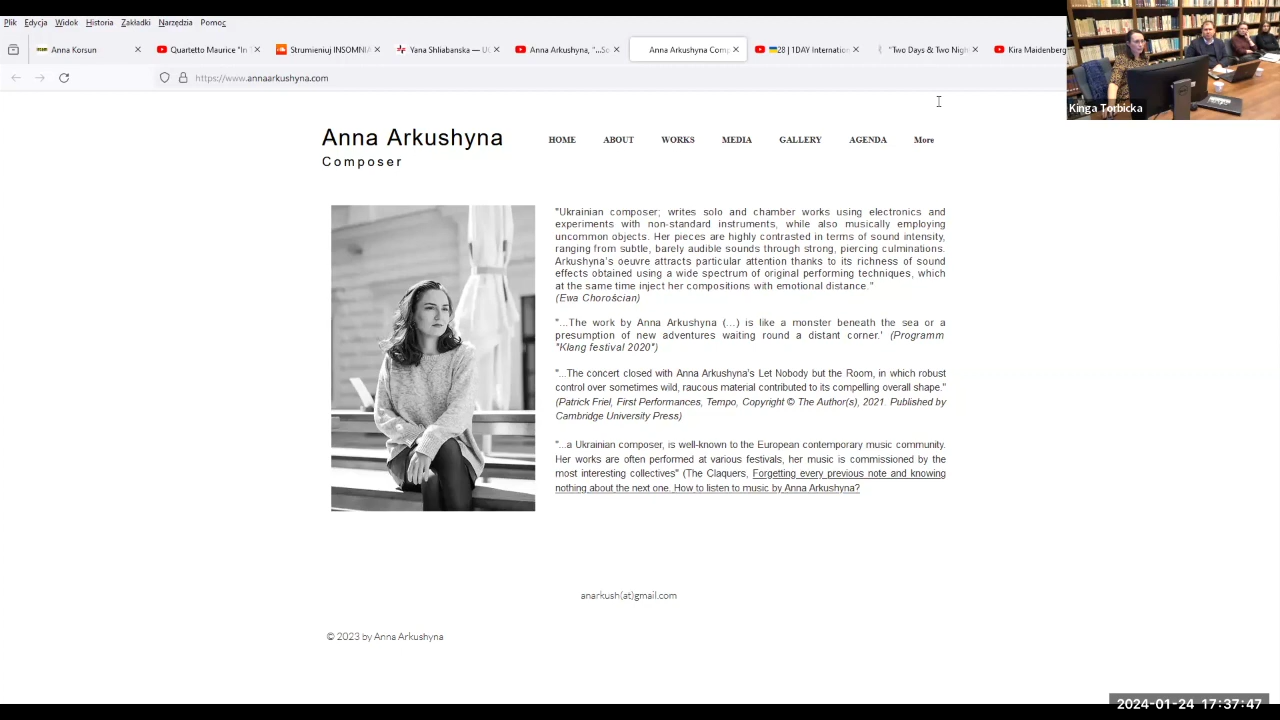 Plik Edycja Widok Historia Zakładki Narzędzia Pomoc
Anna Korsun
Quartetto Maurice "In
Strumieniuj INSOMNIA
Yana Shliabanska — U
Anna Arkushyna, "...So
Anna Arkushyna Comp
28 | 1DAY Internation
"Two Days & Two Nigh
Kira Maidenberg
https://www.annaarkushyna.com
Kinga Torbicka
Anna Arkushyna
Composer
HOME ABOUT WORKS MEDIA GALLERY AGENDA More
"Ukrainian composer; writes solo and chamber works using electronics and
experiments with non-standard instruments, while also musically employing
uncommon objects. Her pieces are highly contrasted in terms of sound intensity,
ranging from subtle, barely audible sounds through strong, piercing culminations.
Arkushyna's oeuvre attracts particular attention thanks to its richness of sound
effects obtained using a wide spectrum of original performing techniques, which
at the same time inject her compositions with emotional distance."
(Ewa Chorościan)
"...The work by Anna Arkushyna (...) is like a monster beneath the sea or a
presumption of new adventures waiting round a distant corner.' (Programm
"Klang festival 2020")
"...The concert closed with Anna Arkushyna's Let Nobody but the Room, in which robust
control over sometimes wild, raucous material contributed to its compelling overall shape."
(Patrick Friel, First Performances, Tempo, Copyright © The Author(s), 2021. Published by
Cambridge University Press)
"...a Ukrainian composer, is well-known to the European contemporary music community.
Her works are often performed at various festivals, her music is commissioned by the
most interesting collectives" (The Claquers, Forgetting every previous note and knowing
nothing about the next one. How to listen to music by Anna Arkushyna?
anarkush(at)gmail.com
© 2023 by Anna Arkushyna
2024-01-24 17:37:47